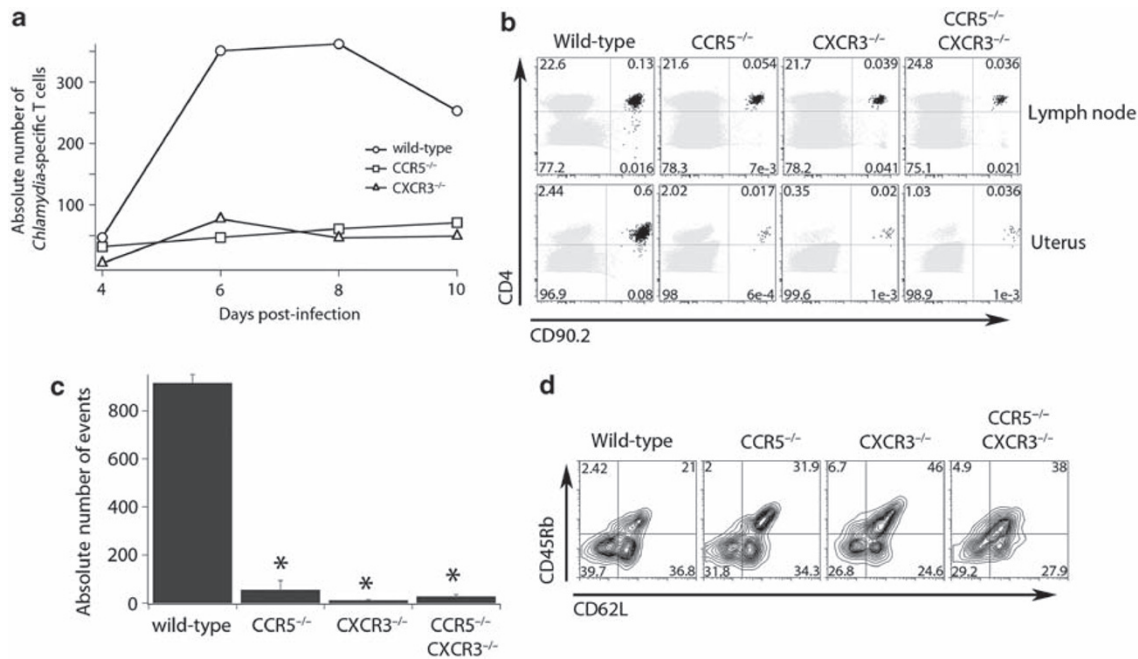 a
Absolute number of
Chlamydia-specific T cells
300
200
100
wild-type
CCR5-/-
CXCR3-/-
4 6 8 10
Days post-infection
b
Wild-type CCR5-/- CXCR3-/- CCR5-/- CXCR3-/-
22.6 0.13 21.6 0.054 21.7 0.039 24.8 0.036
Lymph node
77.2 0.016 78.3 7e-3 78.2 0.041 75.1 0.021
2.44 0.6 2.02 0.017 0.35 0.02 1.03 0.036
Uterus
96.9 0.08 98 6e-4 99.6 1e-3 98.9 1e-3
CD4
CD90.2
c
Absolute number of events
800
600
400
200
0
* * *
wild-type CCR5-/- CXCR3-/- CCR5-/-
CXCR3-/-
d
CCR5-/-
Wild-type CCR5-/- CXCR3-/- CXCR3-/-
2.42 21 2 31.9 6.7 46 4.9 38
39.7 36.8 31.8 34.3 26.8 24.6 29.2 27.9
CD45Rb
CD62L